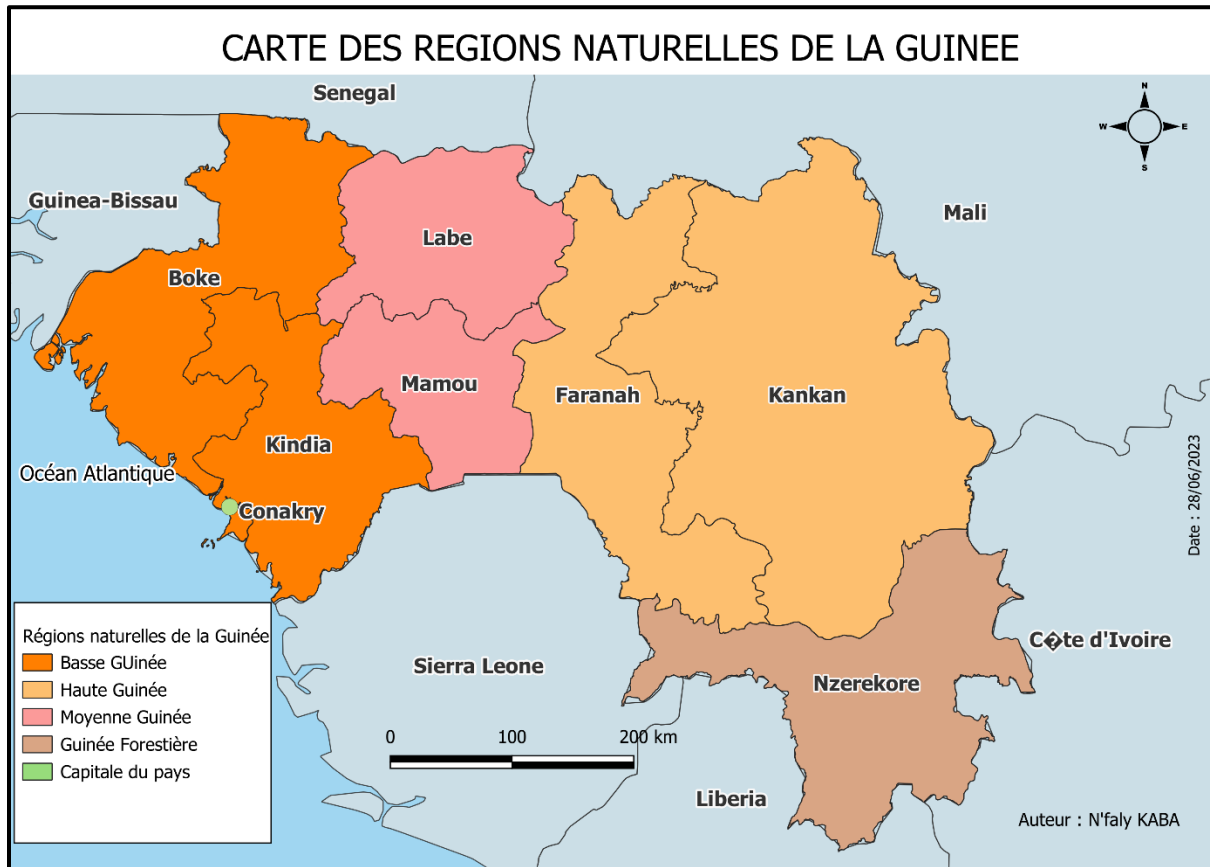 CARTE DES REGIONS NATURELLES DE LA GUINEE
Senegal
N
W E
S
Guinea-Bissau
Mali
Labe
Boke
Mamou
Faranah
Kankan
Kindia
Océan Atlantique
Conakry
Date : 28/06/2023
Régions naturelles de la Guinée
Basse GUinée
Haute Guinée
Moyenne Guinée
Guinée Forestière
Capitale du pays
Sierra Leone
C�te d'Ivoire
Nzerekore
0 100 200 km
Liberia
Auteur : N'faly KABA